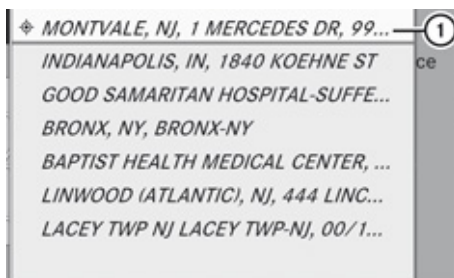 MONTVALE, NJ, 1 MERCEDES DR, 99... 1
INDIANAPOLIS, IN, 1840 KOEHNE ST
ce
GOOD SAMARITAN HOSPITAL-SUFFE...
BRONX, NY, BRONX-NY
BAPTIST HEALTH MEDICAL CENTER, ...
LINWOOD (ATLANTIC), NJ, 444 LINC...
LACEY TWP NJ LACEY TWP-NJ, 00/1...